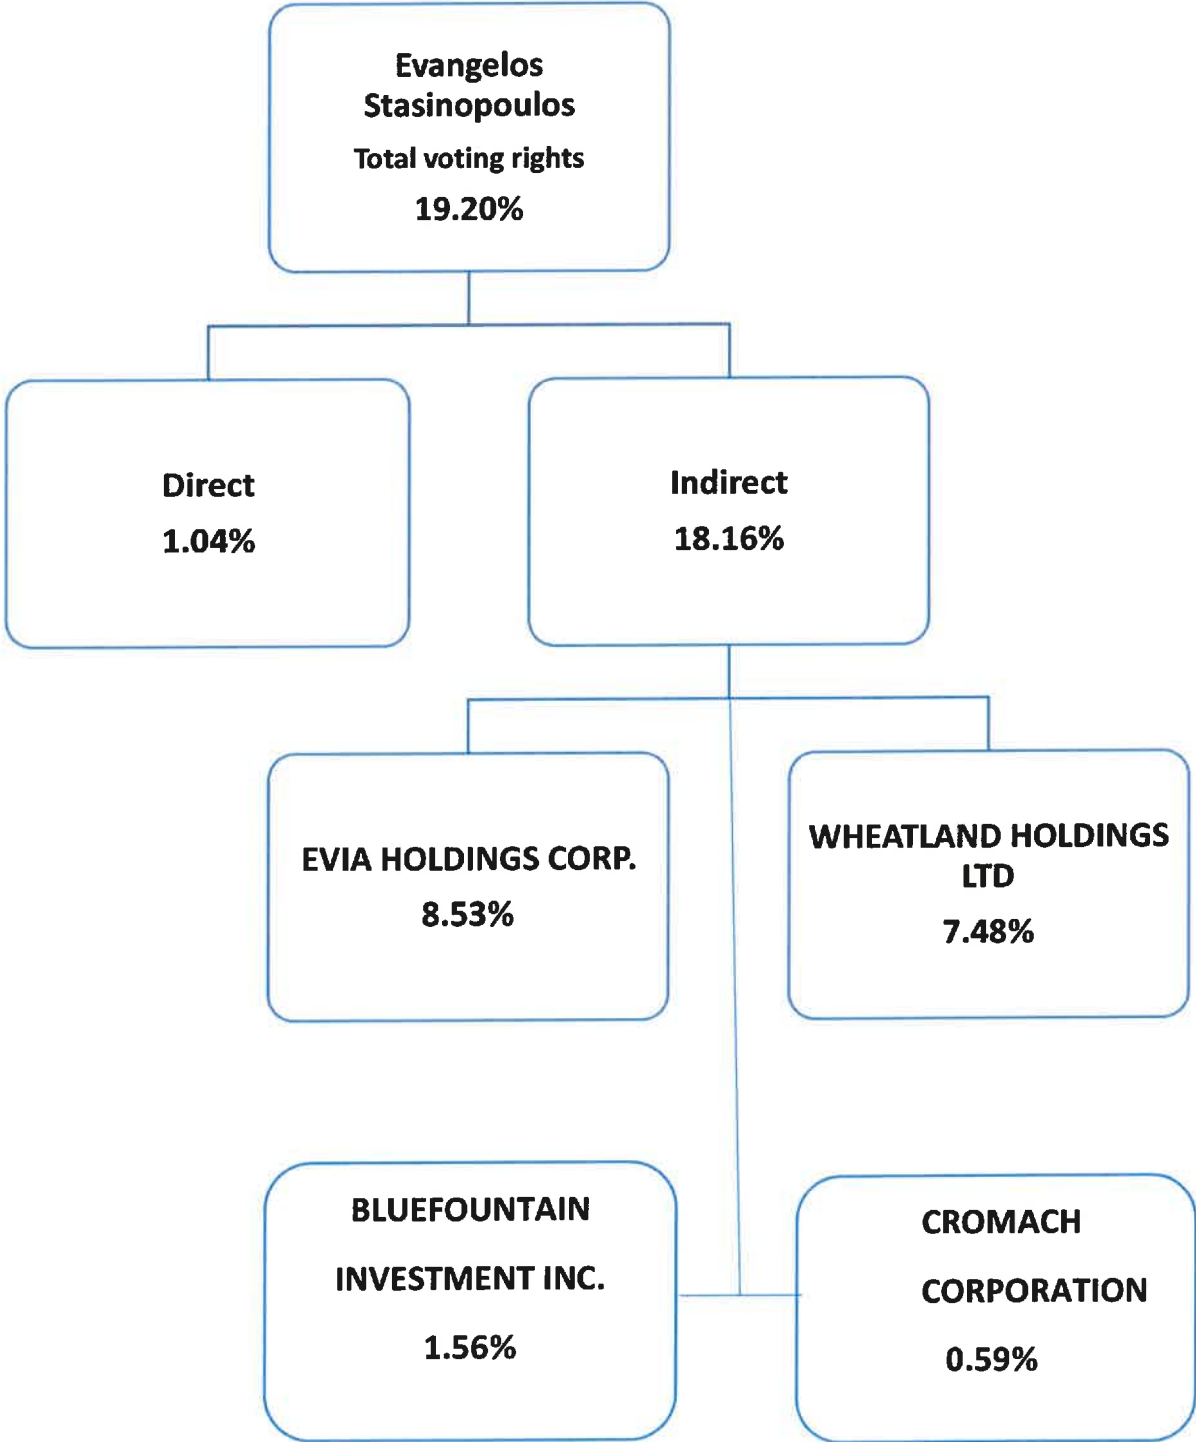 Evangelos
Stasinopoulos
Total voting rights
19.20%
Direct
1.04%
Indirect
18.16%
EVIA HOLDINGS CORP.
8.53%
WHEATLAND HOLDINGS
LTD
7.48%
BLUEFOUNTAIN
INVESTMENT INC.
1.56%
CROMACH
CORPORATION
0.59%